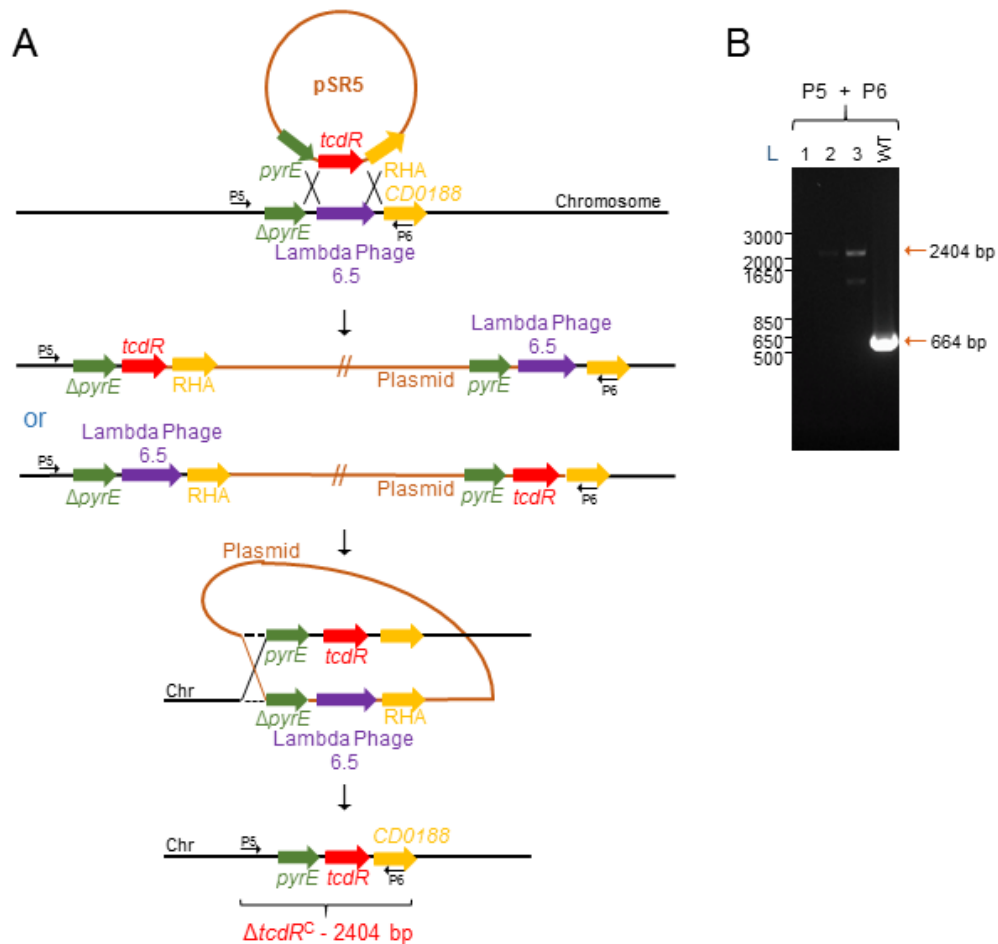 A
pSR5
tcdR
pyrE
RHA
CD0188
P5
Chromosome
ΔpyrE
P6
Lambda Phage
6.5
Lambda Phage
6.5
P5
tcdR
ΔpyrE
RHA
Plasmid
pyrE
P6
or
Lambda Phage
6.5
P5
ΔpyrE
RHA
Plasmid
pyrE
tcdR
P6
Plasmid
pyrE
tcdR
Chr
ΔpyrE
RHA
Lambda Phage
6.5
Chr
P5
CD0188
pyrE
tcdR
P6
ΔtcdRᶜ - 2404 bp
B
P5 + P6
L 1 2 3 WT
3000
2000
1650
850
650
500
2404 bp
664 bp